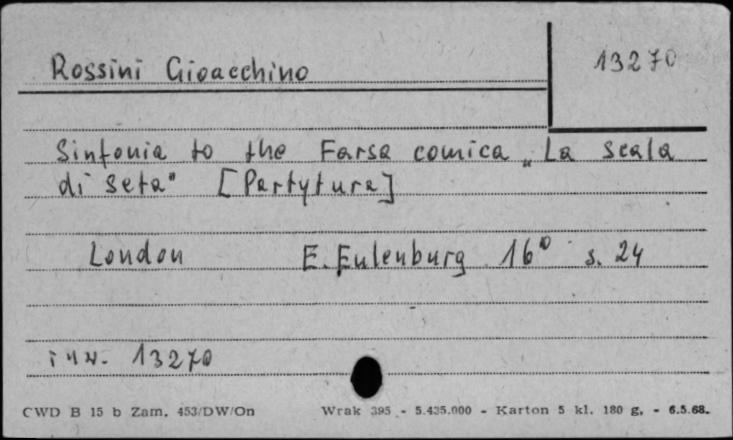 Rossini Gioacchino
13270
Sinfonia to the Farsa comica „La scala
di seta" [Partytura]
London E. Eulenburg 16° s. 24
inw. 13270
CWD B 15 b Zam. 453/DW/On Wrak 395 - 5.435.000 - Karton 5 kl. 180 g. - 6.5.68.